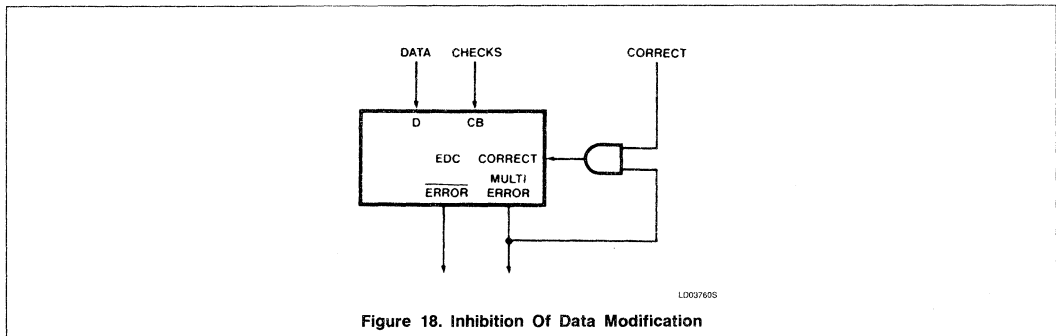 DATA CHECKS CORRECT
D CB
EDC CORRECT
MULTI
ERROR ERROR
LD03760S
Figure 18. Inhibition Of Data Modification